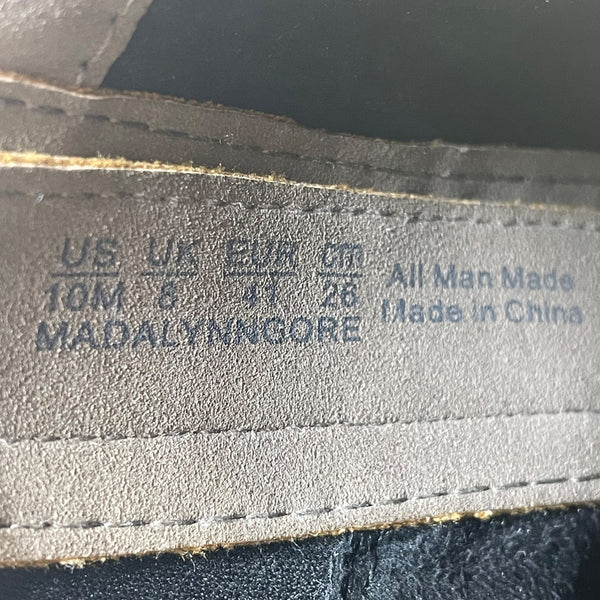 US UK EUR cm
10M 8 41 26
MADALYNNGORE
All Man Made
Made in China